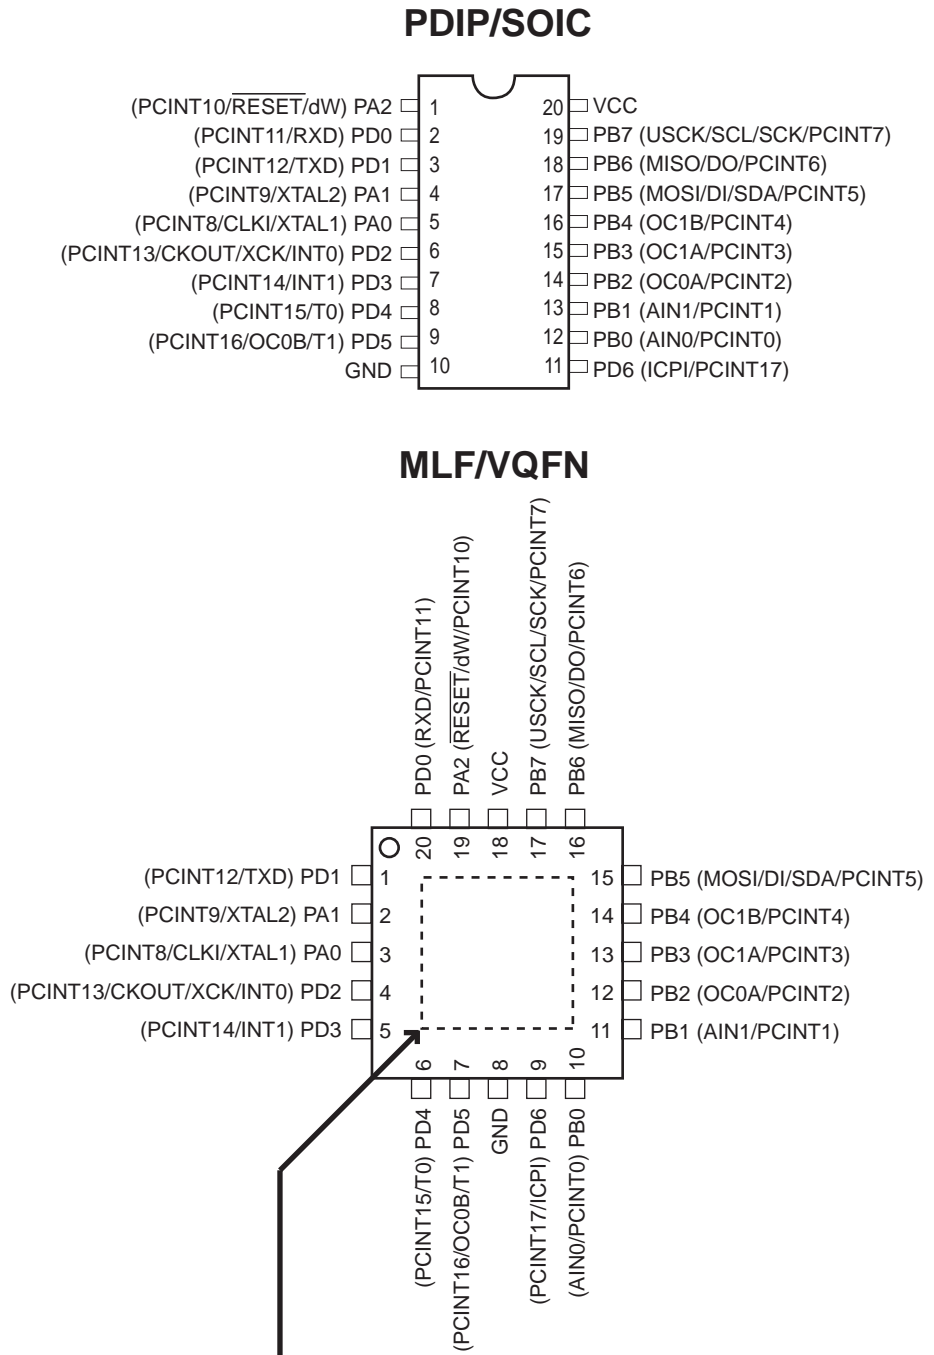 PDIP/SOIC
(PCINT10/RESET/dW) PA2 1 20 VCC
(PCINT11/RXD) PD0 2 19 PB7 (USCK/SCL/SCK/PCINT7)
(PCINT12/TXD) PD1 3 18 PB6 (MISO/DO/PCINT6)
(PCINT9/XTAL2) PA1 4 17 PB5 (MOSI/DI/SDA/PCINT5)
(PCINT8/CLKI/XTAL1) PA0 5 16 PB4 (OC1B/PCINT4)
(PCINT13/CKOUT/XCK/INT0) PD2 6 15 PB3 (OC1A/PCINT3)
(PCINT14/INT1) PD3 7 14 PB2 (OC0A/PCINT2)
(PCINT15/T0) PD4 8 13 PB1 (AIN1/PCINT1)
(PCINT16/OC0B/T1) PD5 9 12 PB0 (AIN0/PCINT0)
GND 10 11 PD6 (ICPI/PCINT17)
MLF/VQFN
PD0 (RXD/PCINT11)
PA2 (RESET/dW/PCINT10)
VCC
PB7 (USCK/SCL/SCK/PCINT7)
PB6 (MISO/DO/PCINT6)
20 19 18 17 16
(PCINT12/TXD) PD1 1 15 PB5 (MOSI/DI/SDA/PCINT5)
(PCINT9/XTAL2) PA1 2 14 PB4 (OC1B/PCINT4)
(PCINT8/CLKI/XTAL1) PA0 3 13 PB3 (OC1A/PCINT3)
(PCINT13/CKOUT/XCK/INT0) PD2 4 12 PB2 (OC0A/PCINT2)
(PCINT14/INT1) PD3 5 11 PB1 (AIN1/PCINT1)
6 7 8 9 10
(PCINT15/T0) PD4
(PCINT16/OC0B/T1) PD5
GND
(PCINT17/ICPI) PD6
(AIN0/PCINT0) PB0